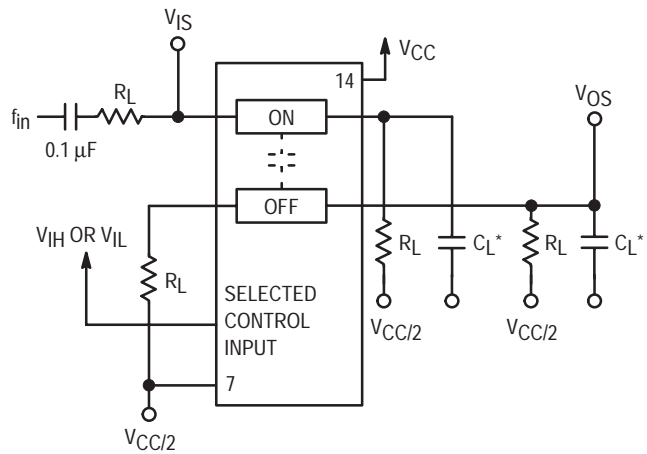 V_IS
14
V_CC
R_L
V_OS
f_in
ON
0.1 μF
OFF
V_IH OR V_IL
R_L
R_L
C_L*
R_L
C_L*
SELECTED
CONTROL
INPUT
V_CC/2
V_CC/2
7
V_CC/2